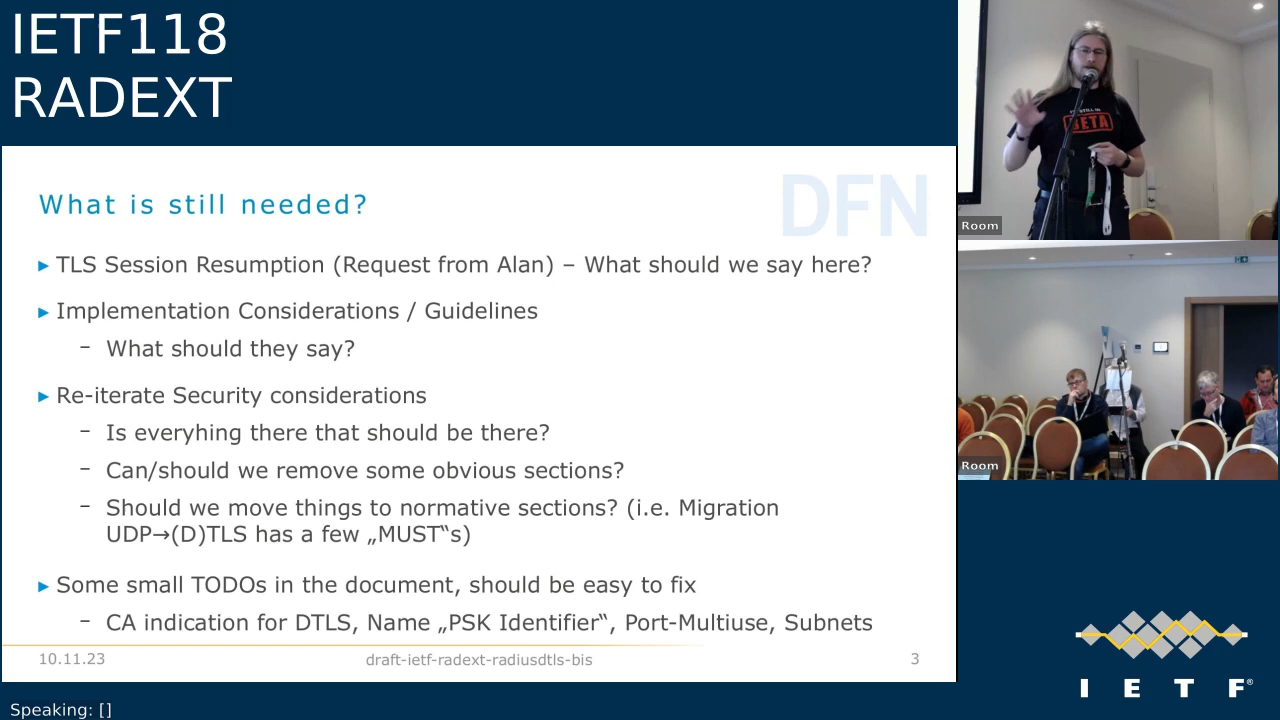 IETF118
RADEXT
DFN
What is still needed?
► TLS Session Resumption (Request from Alan) – What should we say here?
► Implementation Considerations / Guidelines
– What should they say?
► Re-iterate Security considerations
– Is everyhing there that should be there?
– Can/should we remove some obvious sections?
– Should we move things to normative sections? (i.e. Migration
UDP→(D)TLS has a few „MUST“s)
► Some small TODOs in the document, should be easy to fix
– CA indication for DTLS, Name „PSK Identifier“, Port-Multiuse, Subnets
10.11.23
draft-ietf-radext-radiusdtls-bis
3
STILL IN
BETA
Room
Room
I E T F®
Speaking: []